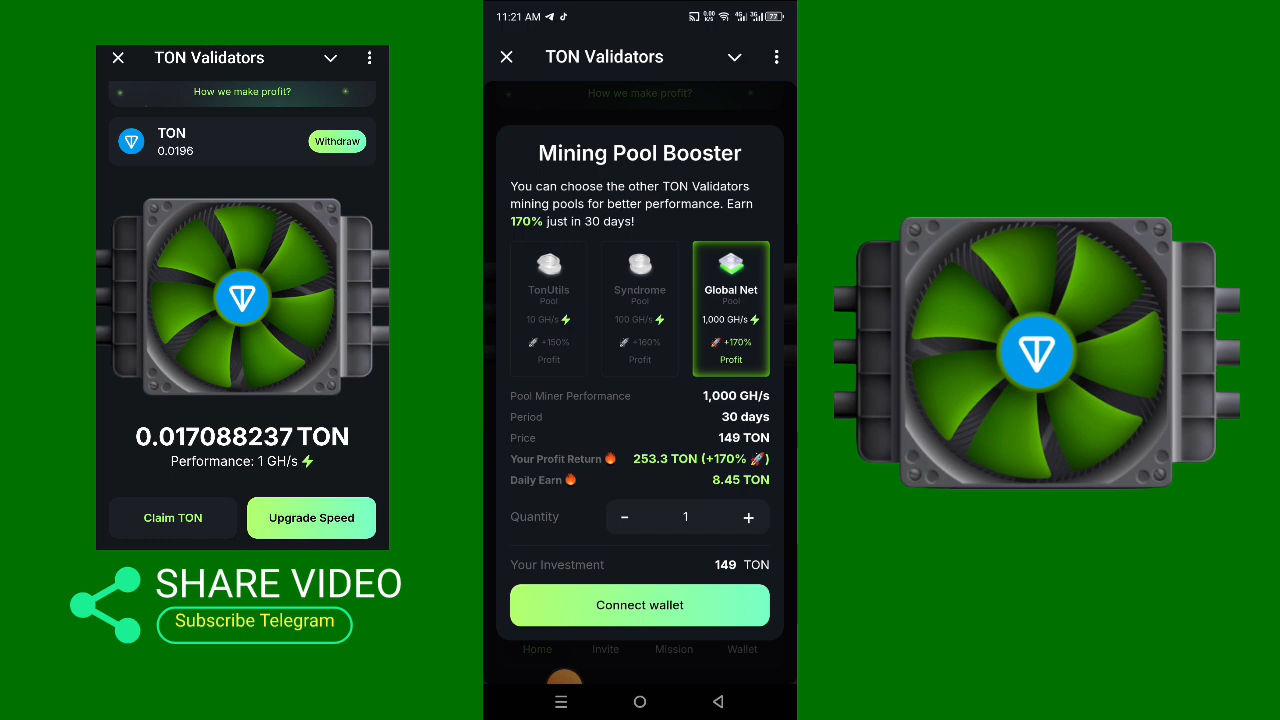 TON Validators
How we make profit?
TON
0.0196
Withdraw
0.017088237 TON
Performance: 1 GH/s
Claim TON
Upgrade Speed
SHARE VIDEO
Subscribe Telegram
11:21 AM
0.00
K/S
4G
3G
77
TON Validators
How we make profit?
Mining Pool Booster
You can choose the other TON Validators
mining pools for better performance. Earn
170% just in 30 days!
TonUtils
Pool
10 GH/s
+150%
Profit
Syndrome
Pool
100 GH/s
+160%
Profit
Global Net
Pool
1,000 GH/s
+170%
Profit
Pool Miner Performance 1,000 GH/s
Period 30 days
Price 149 TON
Your Profit Return 🔥 253.3 TON (+170% 🚀)
Daily Earn 🔥 8.45 TON
Quantity - 1 +
Your Investment 149 TON
Connect wallet
Home Invite Mission Wallet